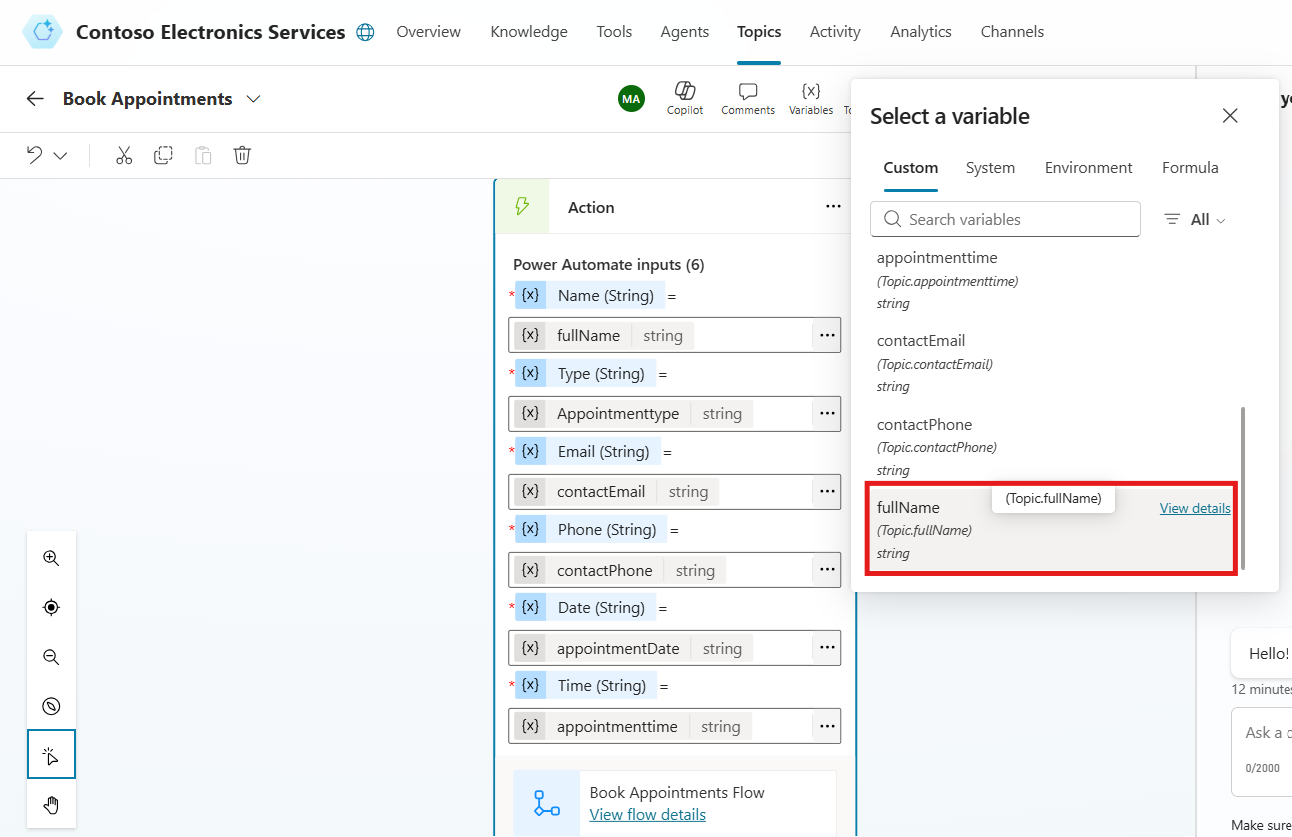 Contoso Electronics Services
Overview
Knowledge
Tools
Agents
Topics
Activity
Analytics
Channels
Book Appointments
MA
Copilot
Comments
{x}
Variables
Action
...
Power Automate inputs (6)
* {x} Name (String) =
{x} fullName string ...
* {x} Type (String) =
{x} Appointmenttype string ...
* {x} Email (String) =
{x} contactEmail string ...
* {x} Phone (String) =
{x} contactPhone string ...
* {x} Date (String) =
{x} appointmentDate string ...
* {x} Time (String) =
{x} appointmenttime string ...
Book Appointments Flow
View flow details
Select a variable
Custom
System
Environment
Formula
Search variables
All
appointmenttime
(Topic.appointmenttime)
string
contactEmail
(Topic.contactEmail)
string
contactPhone
(Topic.contactPhone)
string
(Topic.fullName)
fullName View details
(Topic.fullName)
string
Hello!
12 minutes
Ask a
0/2000
Make sure